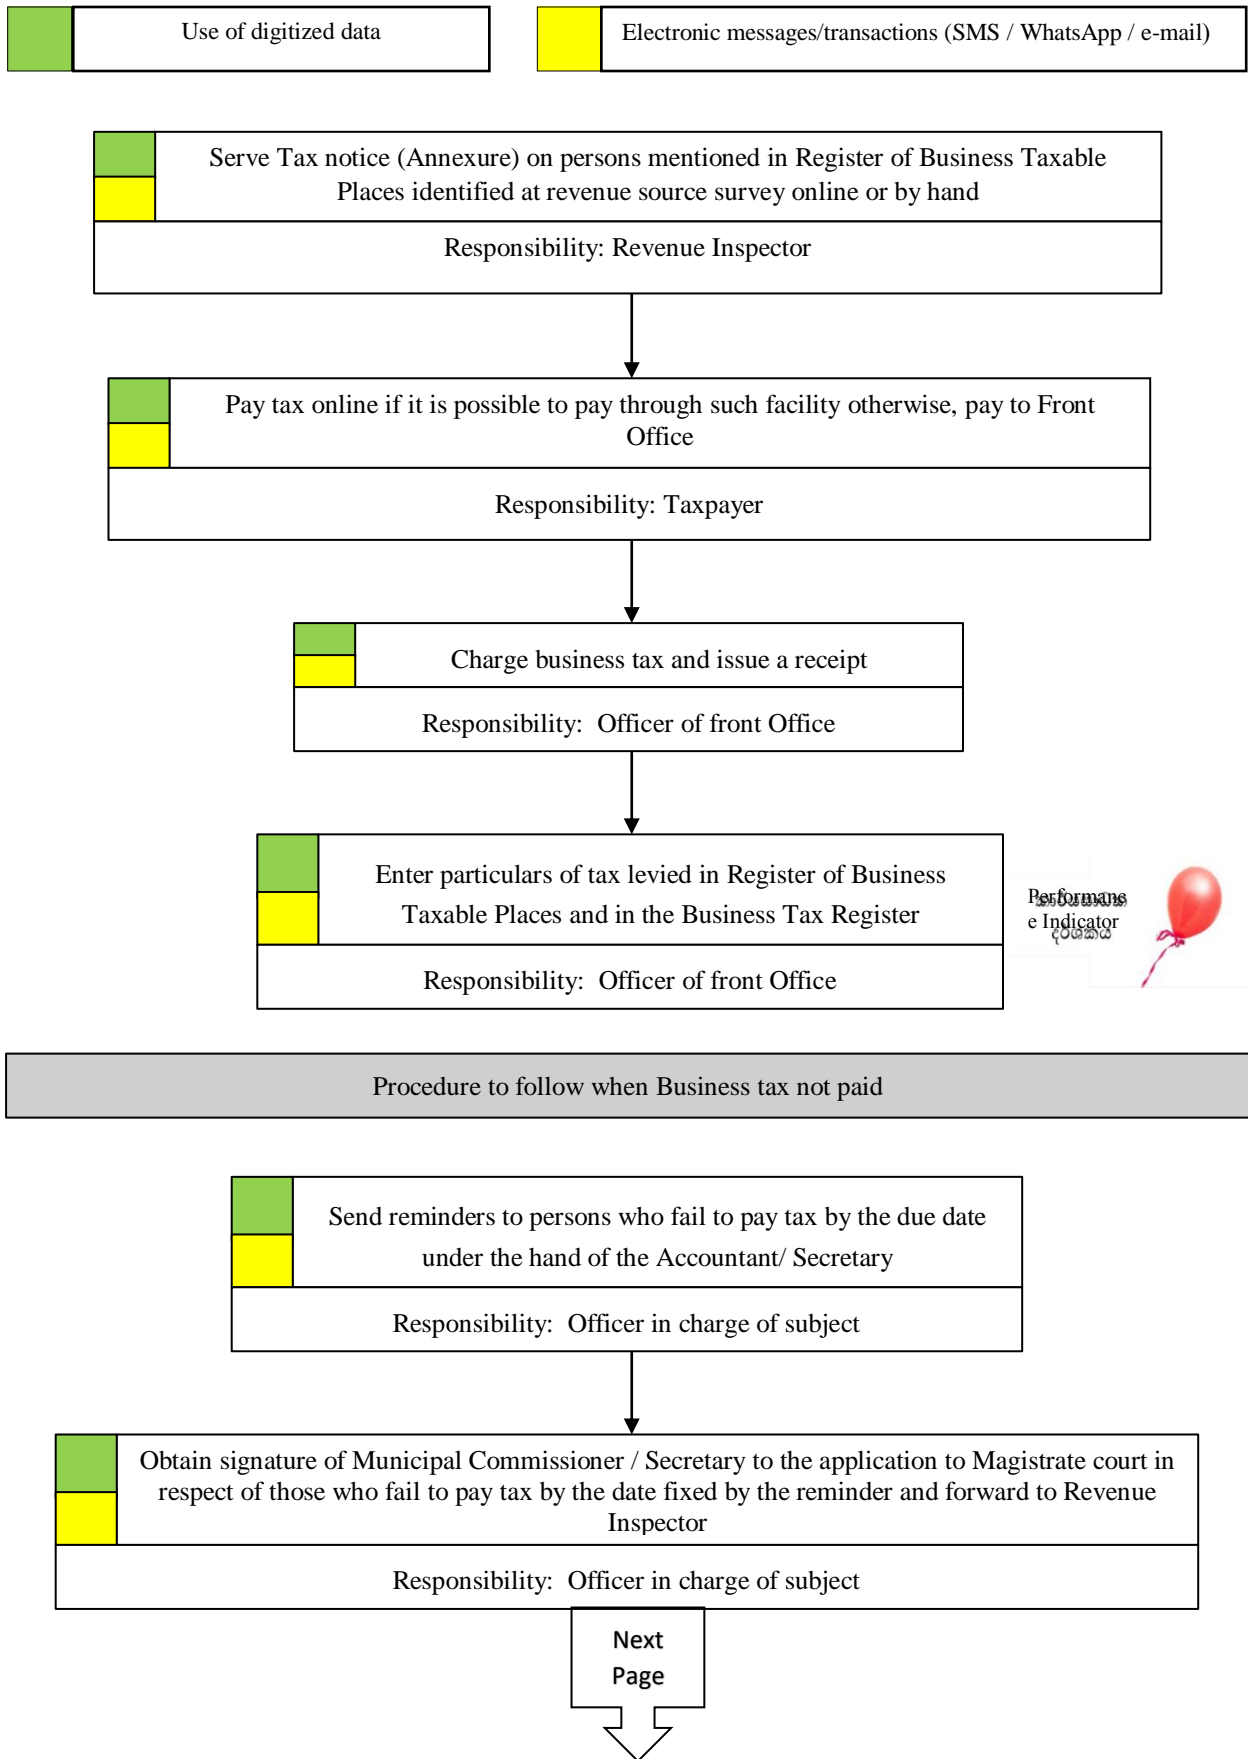 Use of digitized data
Electronic messages/transactions (SMS / WhatsApp / e-mail)
Serve Tax notice (Annexure) on persons mentioned in Register of Business Taxable
Places identified at revenue source survey online or by hand
Responsibility: Revenue Inspector
Pay tax online if it is possible to pay through such facility otherwise, pay to Front
Office
Responsibility: Taxpayer
Charge business tax and issue a receipt
Responsibility: Officer of front Office
Enter particulars of tax levied in Register of Business
Taxable Places and in the Business Tax Register
Responsibility: Officer of front Office
Performanc
e Indicator
දර්ශකය
Procedure to follow when Business tax not paid
Send reminders to persons who fail to pay tax by the due date
under the hand of the Accountant/ Secretary
Responsibility: Officer in charge of subject
Obtain signature of Municipal Commissioner / Secretary to the application to Magistrate court in
respect of those who fail to pay tax by the date fixed by the reminder and forward to Revenue
Inspector
Responsibility: Officer in charge of subject
Next
Page